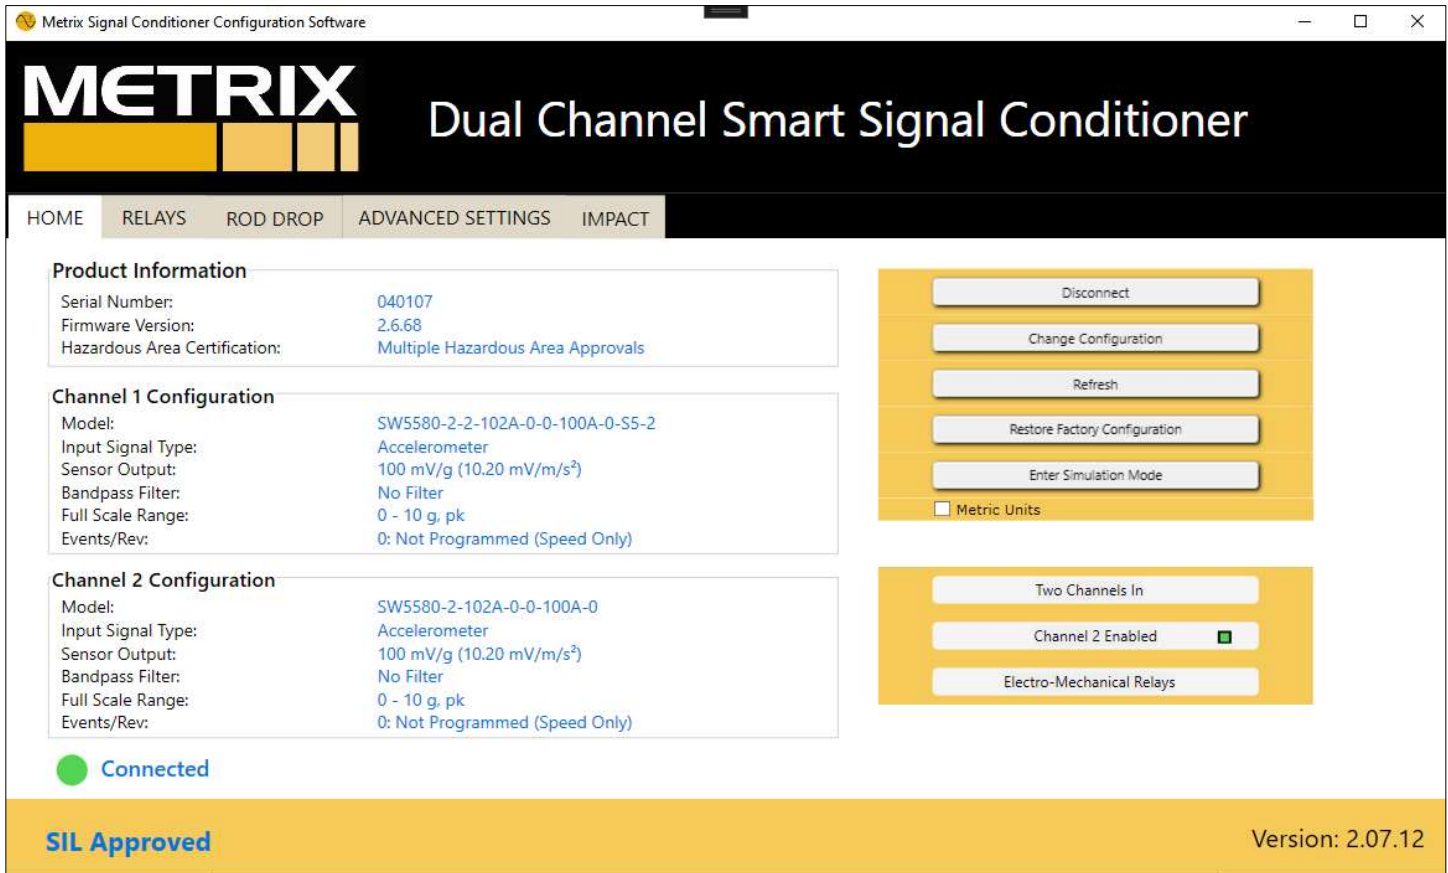 Metrix Signal Conditioner Configuration Software
METRIX
Dual Channel Smart Signal Conditioner
HOME RELAYS ROD DROP ADVANCED SETTINGS IMPACT
Product Information
Serial Number: 040107
Firmware Version: 2.6.68
Hazardous Area Certification: Multiple Hazardous Area Approvals
Channel 1 Configuration
Model: SW5580-2-2-102A-0-0-100A-0-S5-2
Input Signal Type: Accelerometer
Sensor Output: 100 mV/g (10.20 mV/m/s²)
Bandpass Filter: No Filter
Full Scale Range: 0 - 10 g, pk
Events/Rev: 0: Not Programmed (Speed Only)
Channel 2 Configuration
Model: SW5580-2-102A-0-0-100A-0
Input Signal Type: Accelerometer
Sensor Output: 100 mV/g (10.20 mV/m/s²)
Bandpass Filter: No Filter
Full Scale Range: 0 - 10 g, pk
Events/Rev: 0: Not Programmed (Speed Only)
Connected
Disconnect
Change Configuration
Refresh
Restore Factory Configuration
Enter Simulation Mode
Metric Units
Two Channels In
Channel 2 Enabled
Electro-Mechanical Relays
SIL Approved
Version: 2.07.12